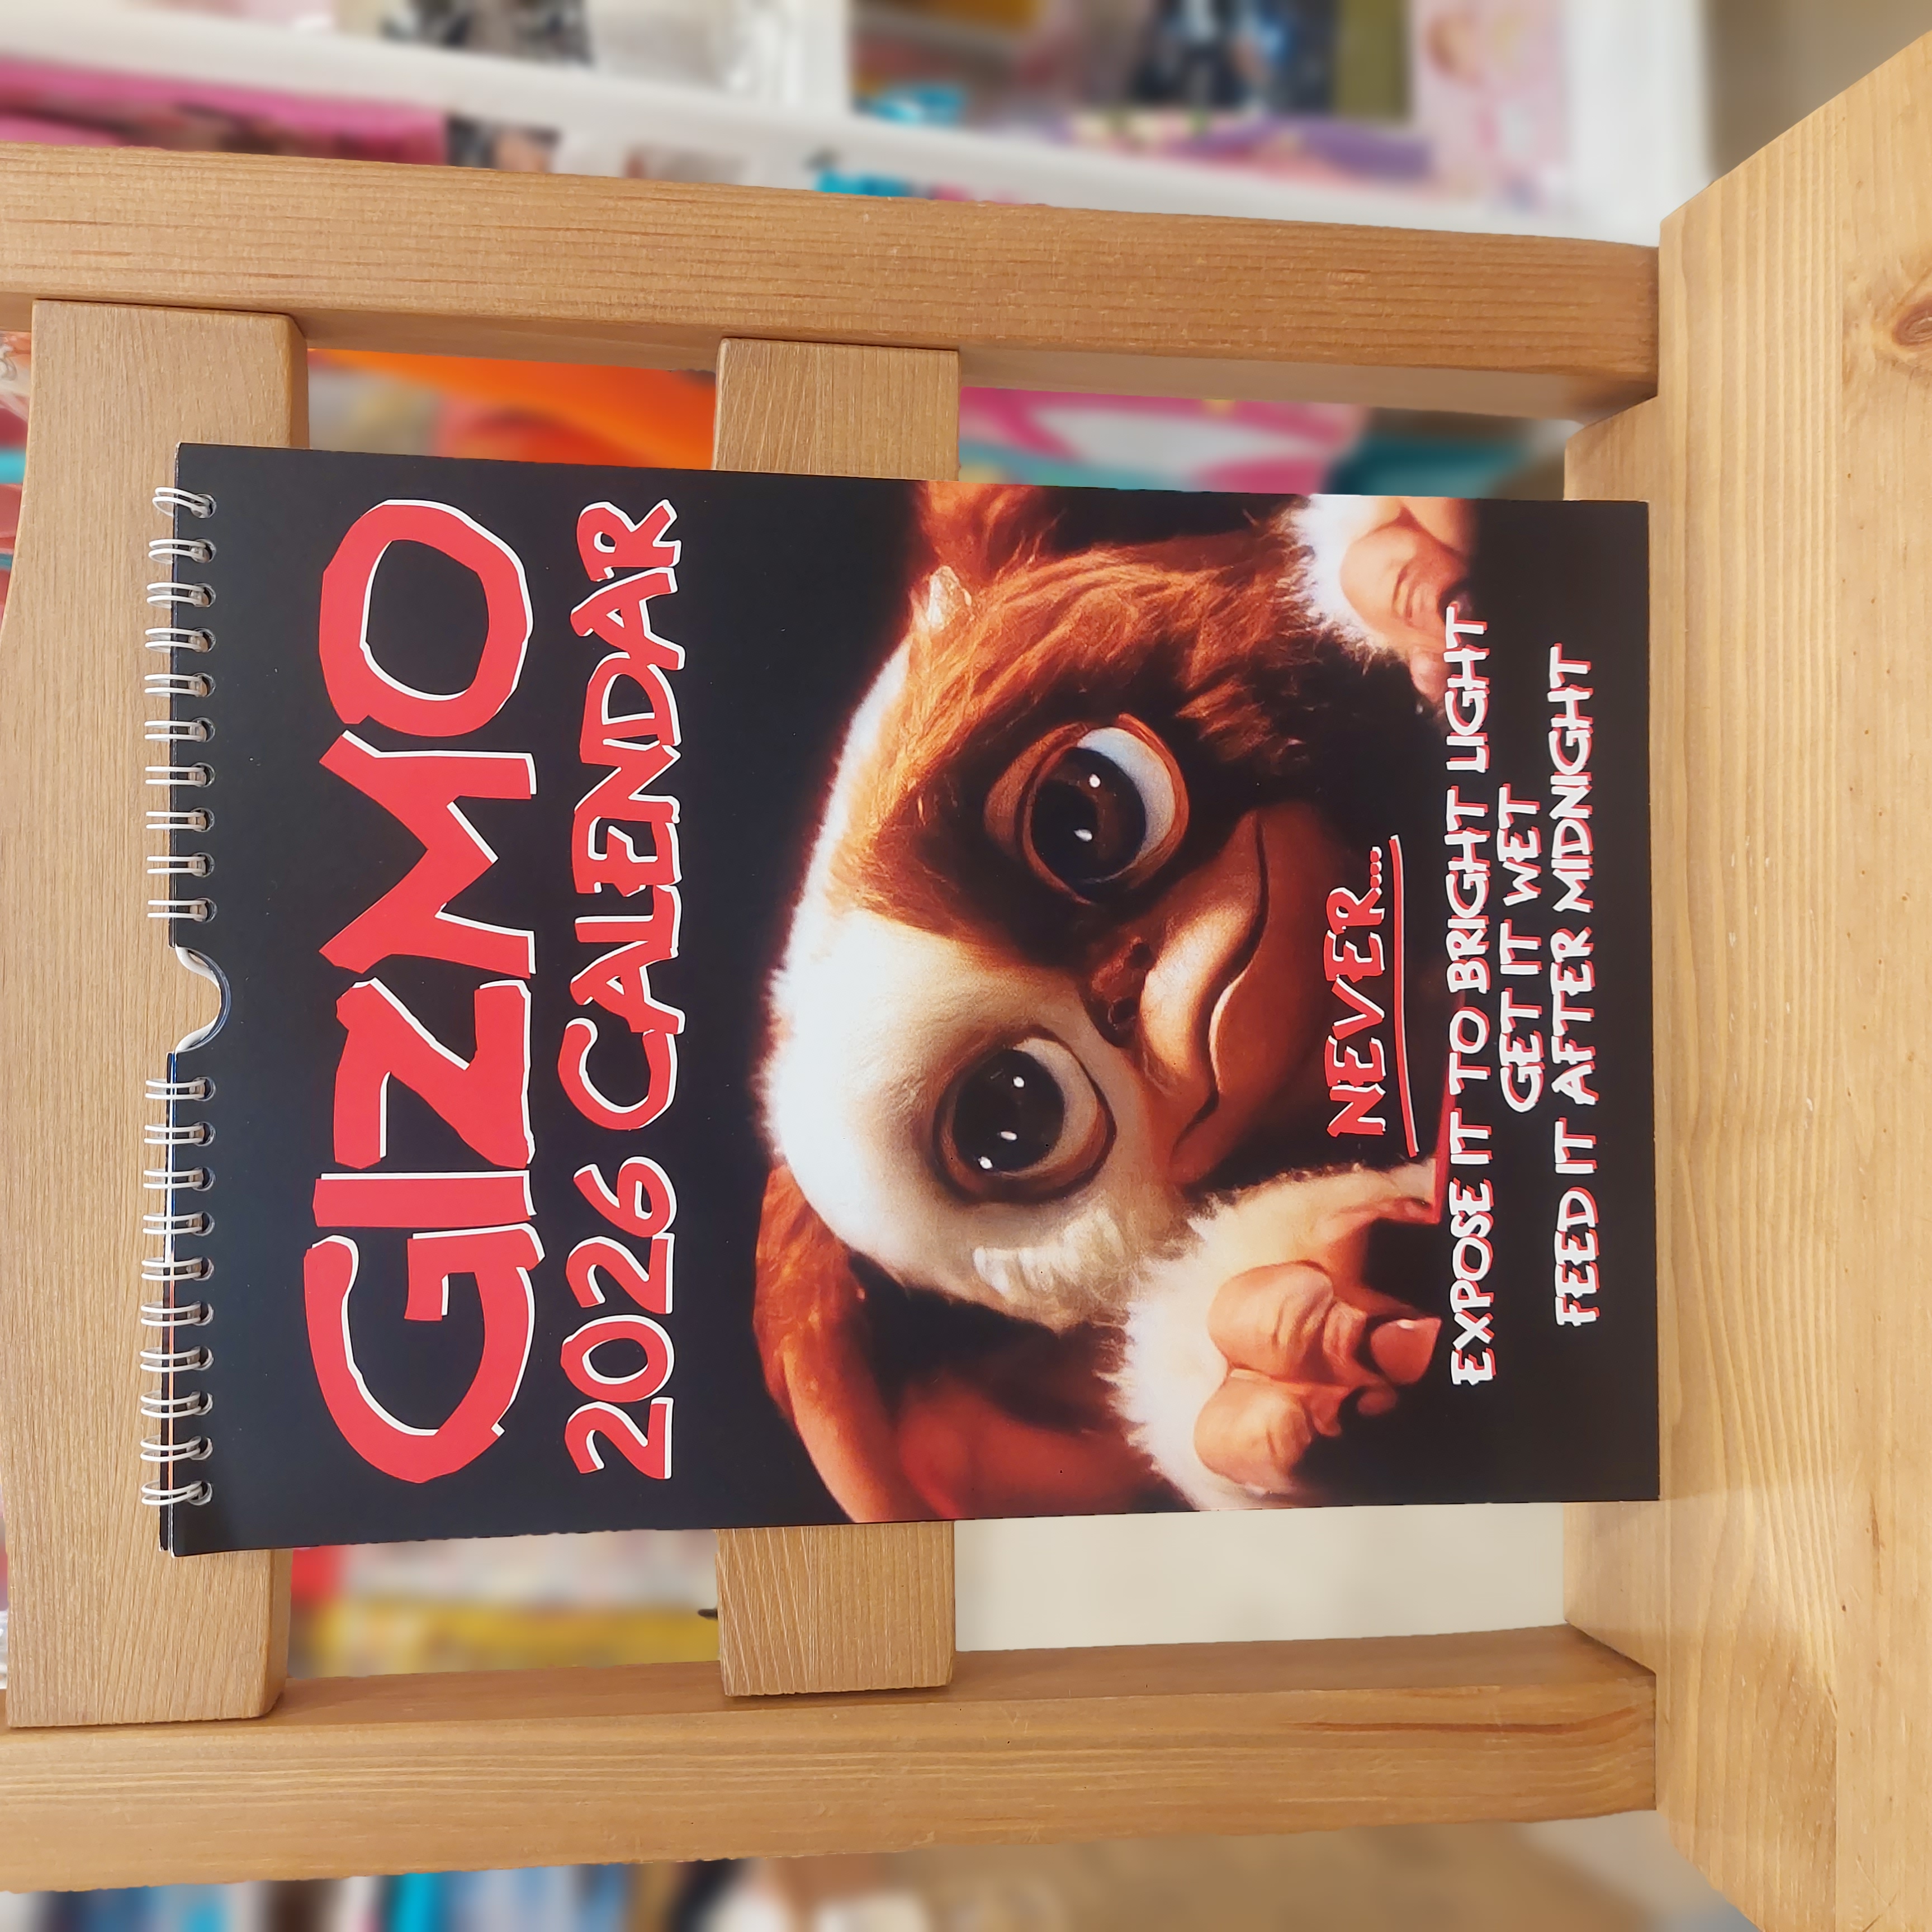 GIZMO
2026 CALENDAR
NEVER...
EXPOSE IT TO BRIGHT LIGHT
GET IT WET
FEED IT AFTER MIDNIGHT